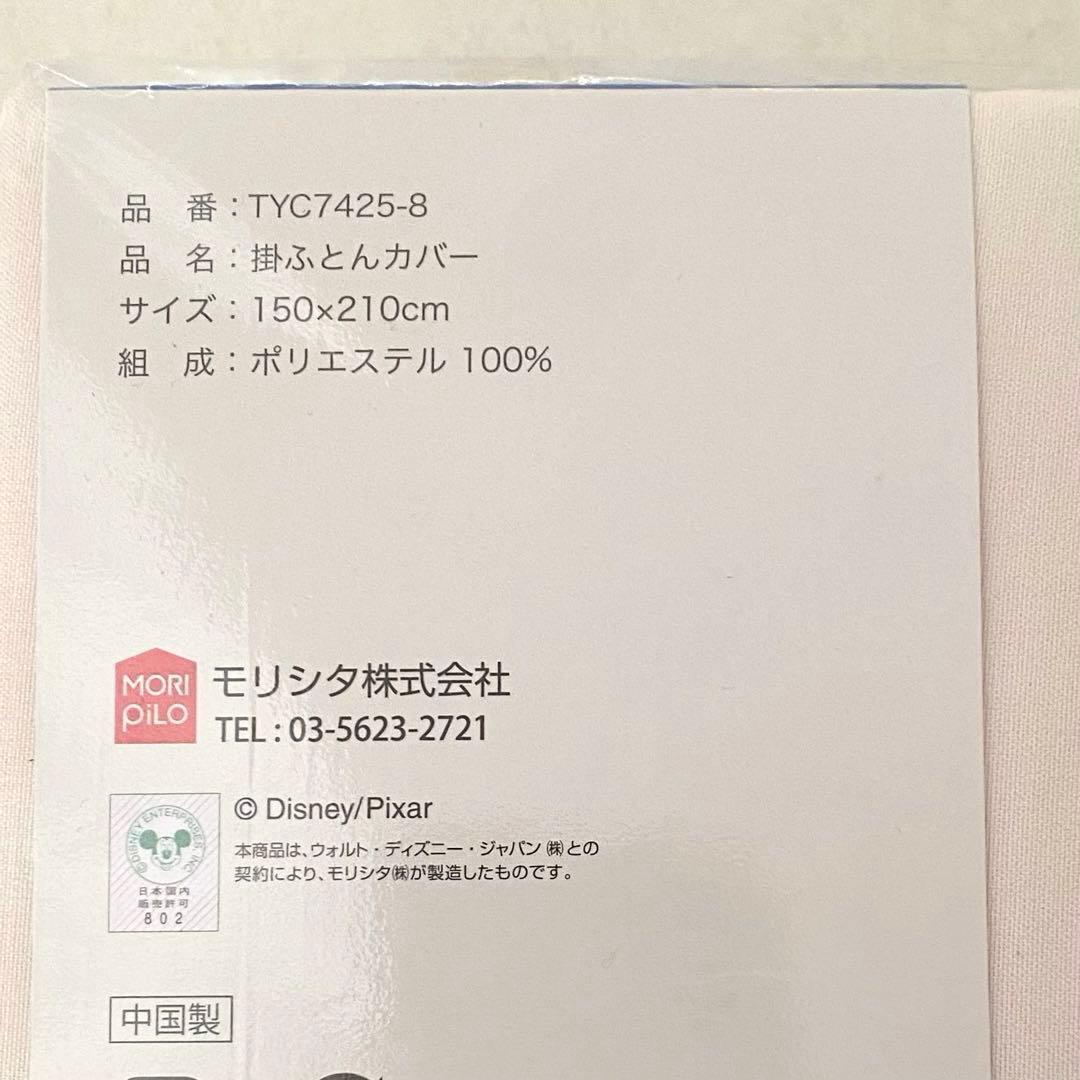 品　番：TYC7425-8
品　名：掛ふとんカバー
サイズ：150×210cm
組　成：ポリエステル 100%
MORI
PiLO
モリシタ株式会社
TEL : 03-5623-2721
©DISNEY ENTERPRISES, INC
日本国内
販売許可
802
© Disney/Pixar
本商品は、ウォルト・ディズニー・ジャパン㈱との
契約により、モリシタ㈱が製造したものです。
中国製